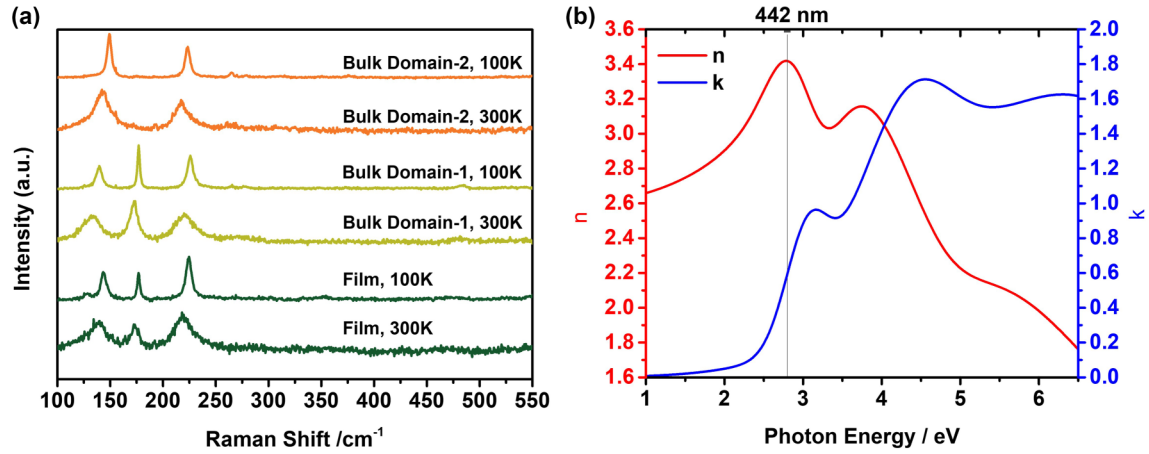 (a)
Bulk Domain-2, 100K
Bulk Domain-2, 300K
Bulk Domain-1, 100K
Bulk Domain-1, 300K
Film, 100K
Film, 300K
Intensity (a.u.)
100 150 200 250 300 350 400 450 500 550
Raman Shift /cm-1
(b)
442 nm
n
k
3.6
3.4
3.2
3.0
2.8
2.6
2.4
2.2
2.0
1.8
1.6
n
2.0
1.8
1.6
1.4
1.2
1.0
0.8
0.6
0.4
0.2
0.0
k
1 2 3 4 5 6
Photon Energy / eV